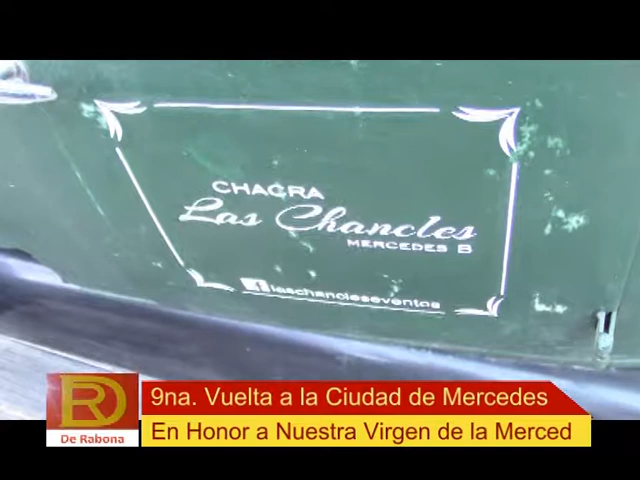 CHAGRA
Las Chancles
MERCEDES B
f laschancleseventos
9na. Vuelta a la Ciudad de Mercedes
De Rabona
En Honor a Nuestra Virgen de la Merced